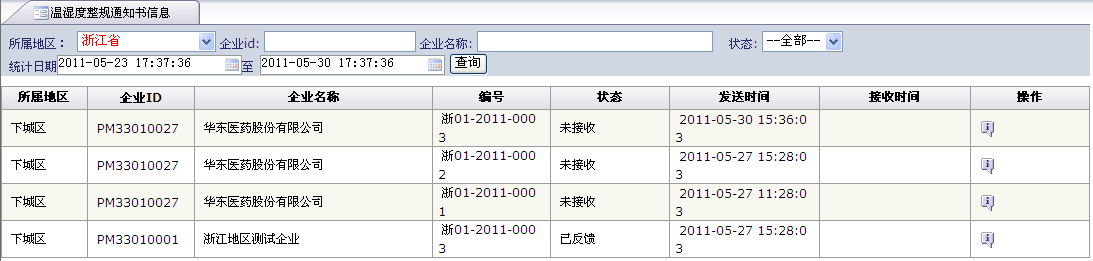 温湿度整规通知书信息
所属地区： 浙江省 企业id: 企业名称: 状态: --全部--
统计日期 2011-05-23 17:37:36 至 2011-05-30 17:37:36 查询
所属地区 企业ID 企业名称 编号 状态 发送时间 接收时间 操作
下城区 PM33010027 华东医药股份有限公司 浙01-2011-000 未接收 2011-05-30 15:36:0
3 3
下城区 PM33010027 华东医药股份有限公司 浙01-2011-000 未接收 2011-05-27 15:28:0
2 3
下城区 PM33010027 华东医药股份有限公司 浙01-2011-000 未接收 2011-05-27 11:28:0
1 3
下城区 PM33010001 浙江地区测试企业 浙01-2011-000 已反馈 2011-05-27 15:28:0
3 3